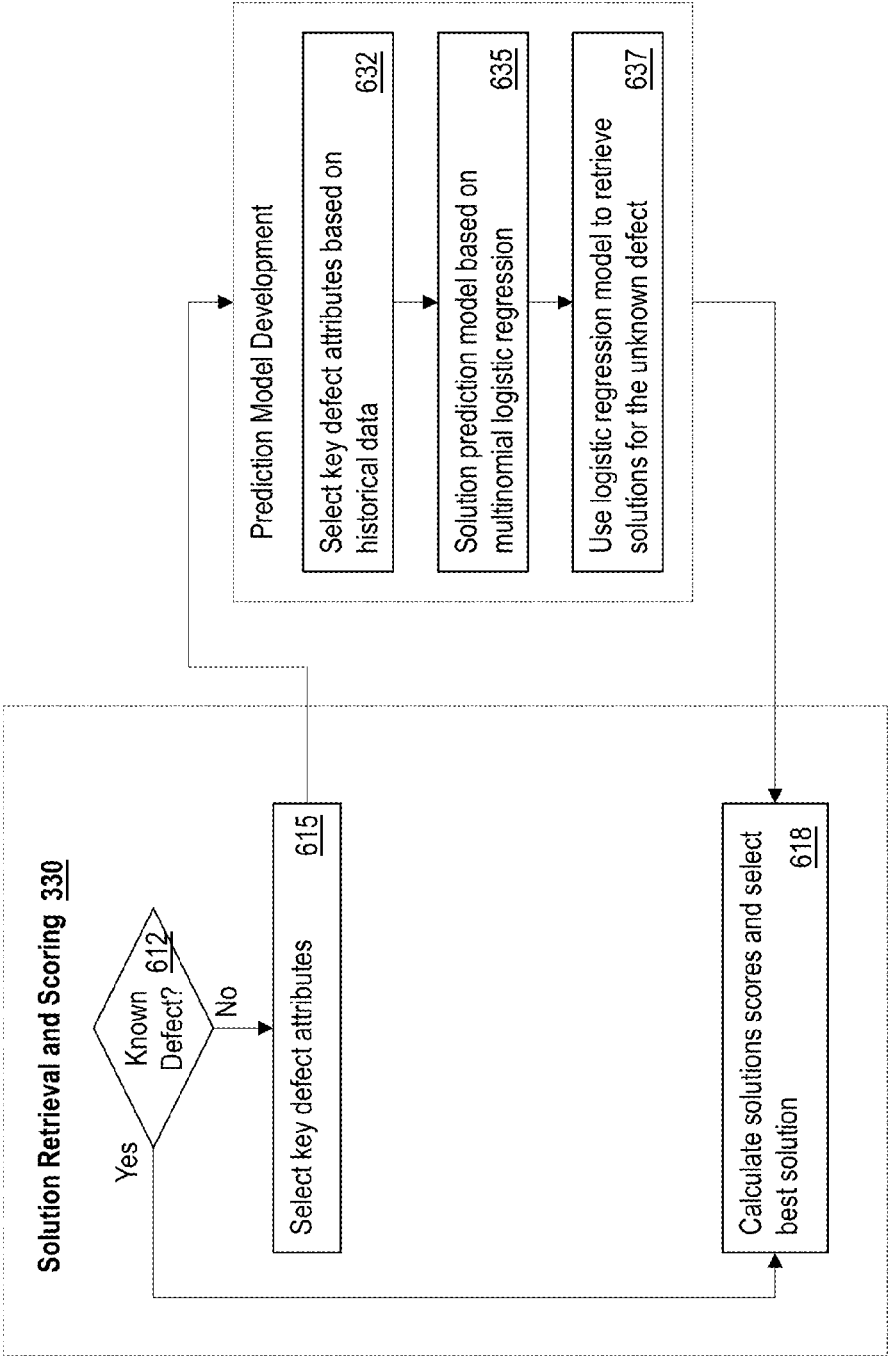 Solution Retrieval and Scoring 330
Known
Defect?
612
Yes
No
Select key defect attributes
615
Calculate solutions scores and select
best solution
618
Prediction Model Development
Select key defect attributes based on
historical data
632
Solution prediction model based on
multinomial logistic regression
635
Use logistic regression model to retrieve
solutions for the unknown defect
637